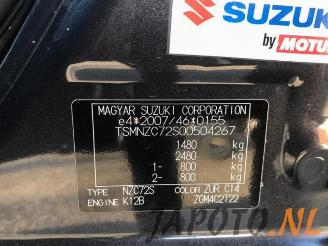 SUZUKI
by MOTUL
MAGYAR SUZUKI CORPORATION
e4*2007/46*0155
TSMNZC72S00504267
1480 kg
2480 kg
1- 800 kg
2- 800 kg
TYPE NZC72S COLOR ZUR C14
ENGINE K12B ZGM4C2T22
JAPOTO.NL